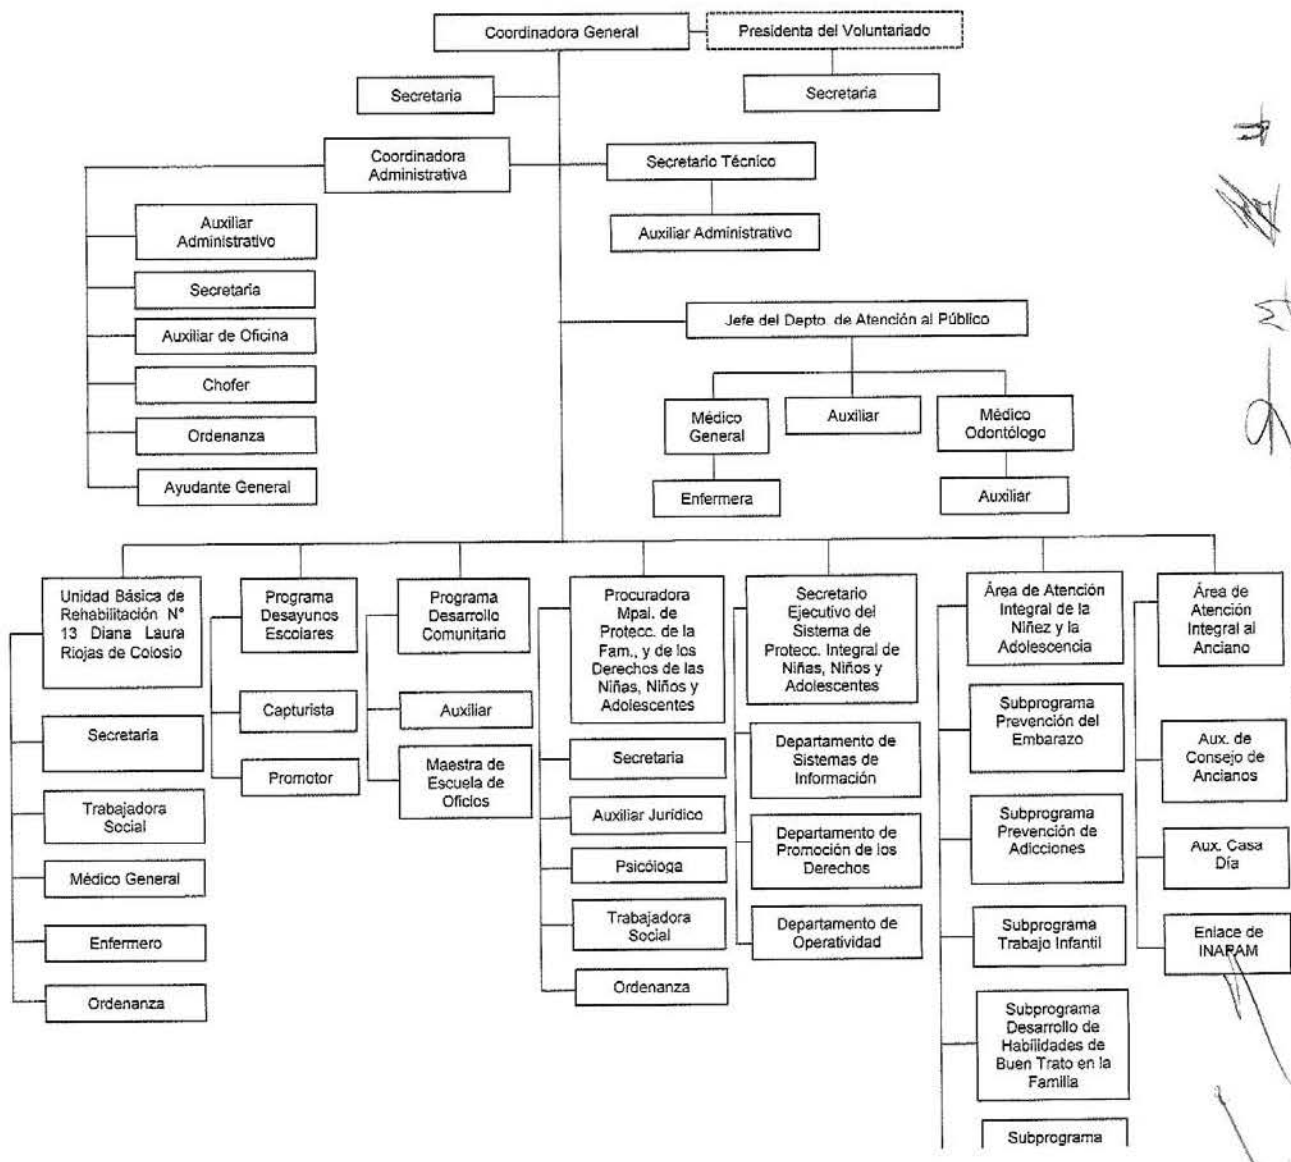 Coordinadora General
Presidenta del Voluntariado
Secretaria
Secretaria
Coordinadora
Administrativa
Secretario Técnico
Auxiliar
Administrativo
Auxiliar Administrativo
Secretaria
Jefe del Depto. de Atención al Público
Auxiliar de Oficina
Chofer
Médico
General
Auxiliar
Médico
Odontólogo
Ordenanza
Ayudante General
Enfermera
Auxiliar
Unidad Básica de
Rehabilitación N°
13 Diana Laura
Riojas de Colosio
Secretaria
Trabajadora
Social
Médico General
Enfermero
Ordenanza
Programa
Desayunos
Escolares
Capturista
Promotor
Programa
Desarrollo
Comunitario
Auxiliar
Maestra de
Escuela de
Oficios
Procuradora
Mpal. de
Protecc. de la
Fam., y de los
Derechos de las
Niñas, Niños y
Adolescentes
Secretaria
Auxiliar Jurídico
Psicóloga
Trabajadora
Social
Ordenanza
Secretario
Ejecutivo del
Sistema de
Protecc. Integral de
Niñas, Niños y
Adolescentes
Departamento de
Sistemas de
Información
Departamento de
Promoción de los
Derechos
Departamento de
Operatividad
Área de Atención
Integral de la
Niñez y la
Adolescencia
Subprograma
Prevención del
Embarazo
Subprograma
Prevención de
Adicciones
Subprograma
Trabajo Infantil
Subprograma
Desarrollo de
Habilidades de
Buen Trato en la
Familia
Subprograma
Área de
Atención
Integral al
Anciano
Aux. de
Consejo de
Ancianos
Aux. Casa
Día
Enlace de
INAPAM